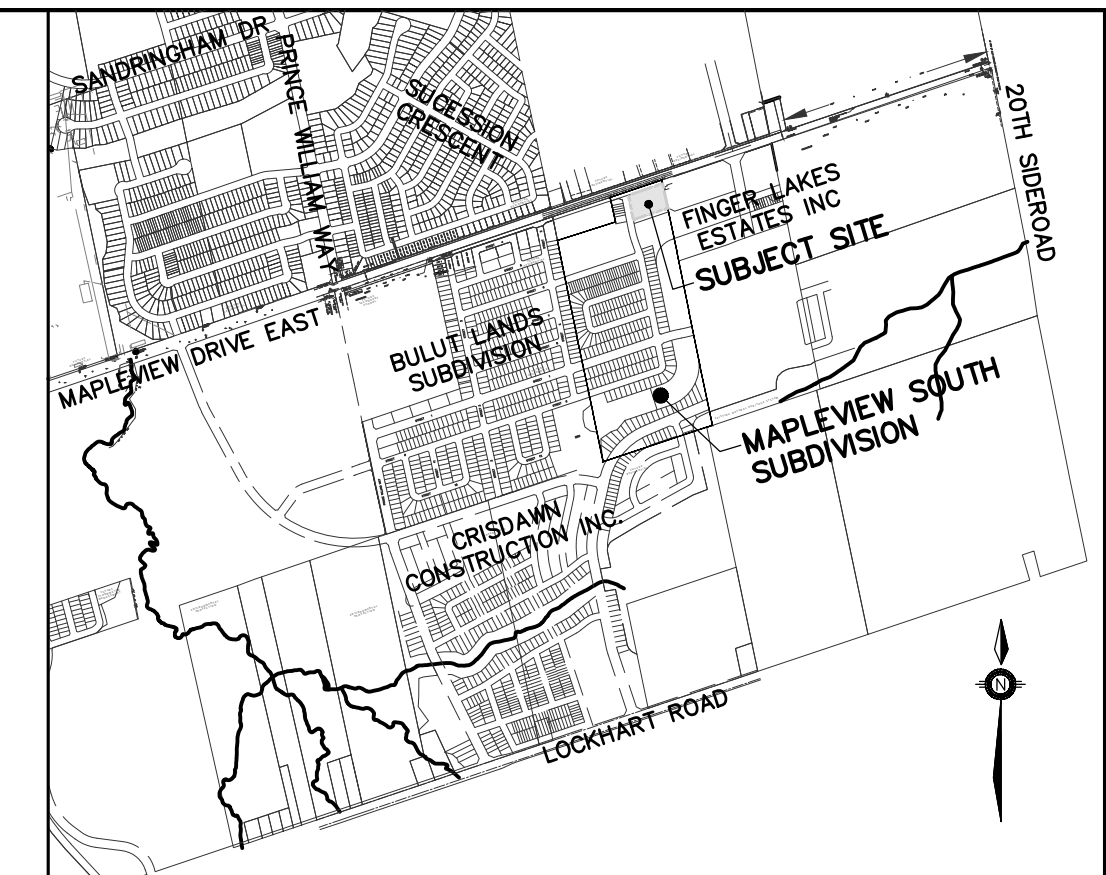 SANDRINGHAM DR
PRINCE WILLIAM WAY
SUCESSION
CRESCENT
20TH SIDEROAD
FINGER LAKES
ESTATES INC
SUBJECT SITE
MAPLEVIEW DRIVE EAST
BULUT LANDS
SUBDIVISION
MAPLEVIEW SOUTH
SUBDIVISION
CRISDAWN
CONSTRUCTION INC.
LOCKHART ROAD
N